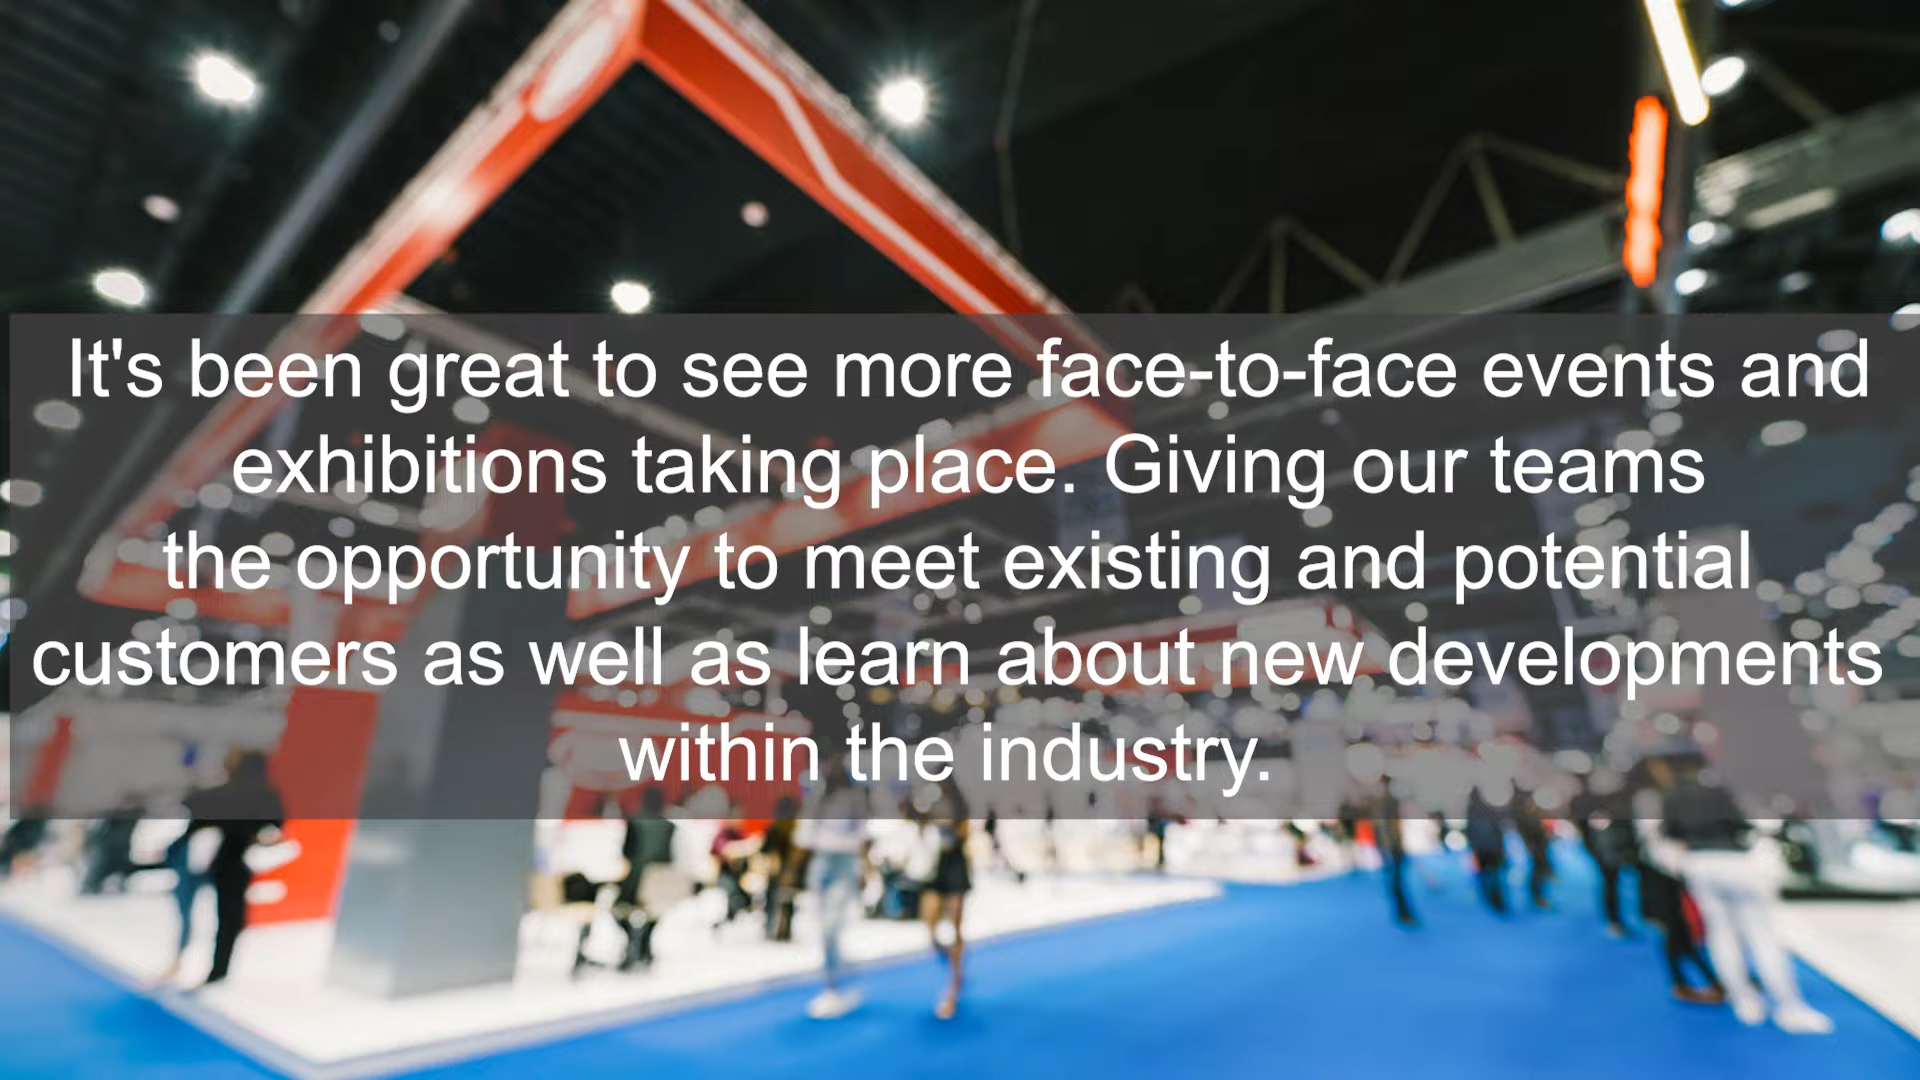 It's been great to see more face-to-face events and
exhibitions taking place. Giving our teams
the opportunity to meet existing and potential
customers as well as learn about new developments
within the industry.